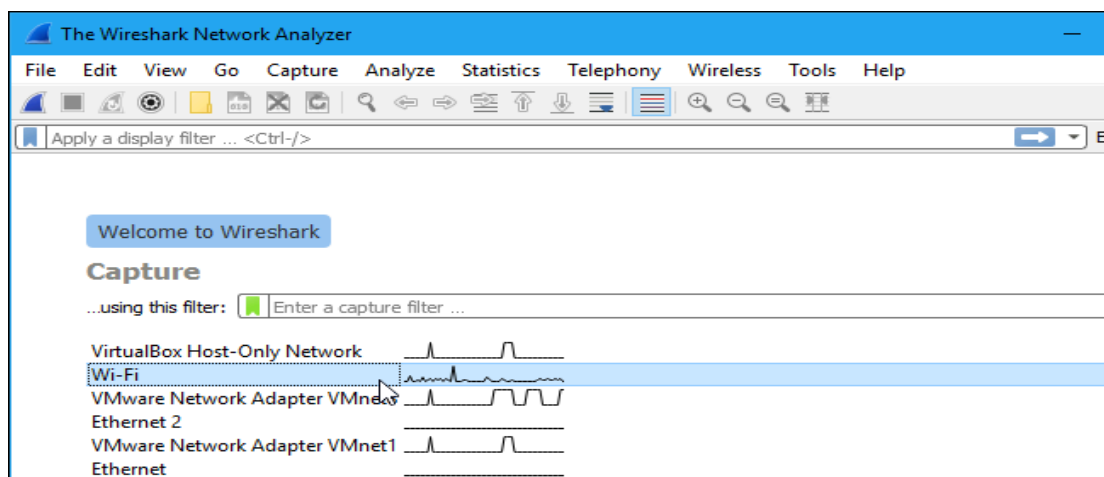 The Wireshark Network Analyzer
File Edit View Go Capture Analyze Statistics Telephony Wireless Tools Help
Apply a display filter ... <Ctrl-/>
Welcome to Wireshark
Capture
...using this filter: Enter a capture filter ...
VirtualBox Host-Only Network
Wi-Fi
VMware Network Adapter
Ethernet 2
VMware Network Adapter VMnet1
Ethernet